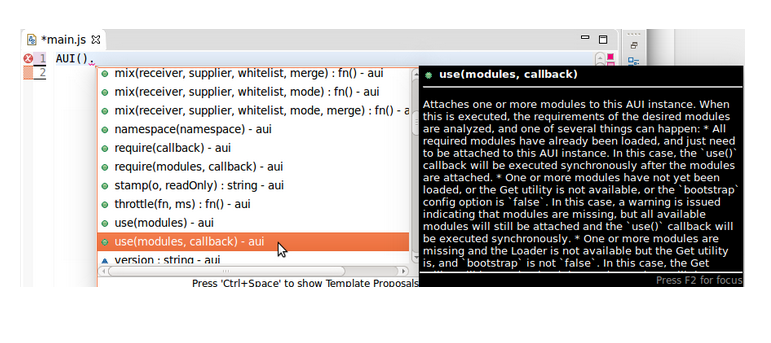 *main.js
1 AUI().
2
mix(receiver, supplier, whitelist, merge) : fn() - aui
mix(receiver, supplier, whitelist, mode) : fn() - aui
mix(receiver, supplier, whitelist, mode, merge) : fn() - a
namespace(namespace) - aui
require(callback) - aui
require(modules, callback) - aui
stamp(o, readOnly) : string - aui
throttle(fn, ms) : fn() - aui
use(modules) - aui
use(modules, callback) - aui
version : string - aui
Press 'Ctrl+Space' to show Template Proposals
use(modules, callback)
Attaches one or more modules to this AUI instance. When
this is executed, the requirements of the desired modules
are analyzed, and one of several things can happen: * All
required modules have already been loaded, and just need
to be attached to this AUI instance. In this case, the `use()`
callback will be executed synchronously after the modules
are attached. * One or more modules have not yet been
loaded, or the Get utility is not available, or the `bootstrap`
config option is `false`. In this case, a warning is issued
indicating that modules are missing, but all available
modules will still be attached and the `use()` callback will
be executed synchronously. * One or more modules are
missing and the Loader is not available but the Get utility
is, and `bootstrap` is not `false`. In this case, the Get
Press F2 for focus